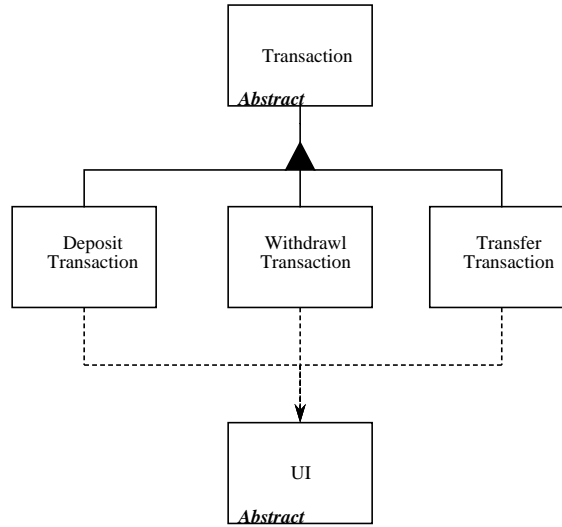 Transaction
Abstract
Deposit
Transaction
Withdrawl
Transaction
Transfer
Transaction
UI
Abstract